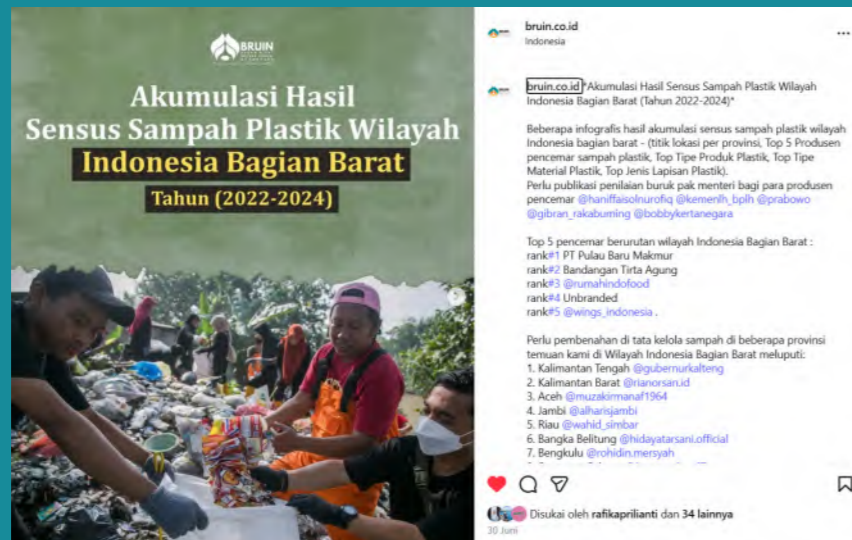 BRUIN
Akumulasi Hasil
Sensus Sampah Plastik Wilayah
Indonesia Bagian Barat
Tahun (2022-2024)
bruin.co.id
Indonesia
bruin.co.id *Akumulasi Hasil Sensus Sampah Plastik Wilayah
Indonesia Bagian Barat (Tahun 2022-2024)*
Beberapa infografis hasil akumulasi sensus sampah plastik wilayah
Indonesia bagian barat - (titik lokasi per provinsi, Top 5 Produsen
pencemar sampah plastik, Top Tipe Produk Plastik, Top Tipe
Material Plastik, Top Jenis Lapisan Plastik).
Perlu publikasi penilaian buruk pak menteri bagi para produsen
pencemar @haniffaisolnurofiq @kemenlh_bplh @prabowo
@gibran_rakabuming @bobbykertanegara
Top 5 pencemar berurutan wilayah Indonesia Bagian Barat :
rank#1 PT Pulau Baru Makmur
rank#2 Bandangan Tirta Agung
rank#3 @rumahindofood
rank#4 Unbranded
rank#5 @wings_indonesia .
Perlu pembenahan di tata kelola sampah di beberapa provinsi
temuan kami di Wilayah Indonesia Bagian Barat meluputi:
1. Kalimantan Tengah @gubernurkalteng
2. Kalimantan Barat @rianorsan.id
3. Aceh @muzakirmanaf1964
4. Jambi @alharisjambi
5. Riau @wahid_simbar
6. Bangka Belitung @hidayatarsani.official
7. Bengkulu @rohidin.mersyah
Disukai oleh rafikaprilianti dan 34 lainnya
30 Juni